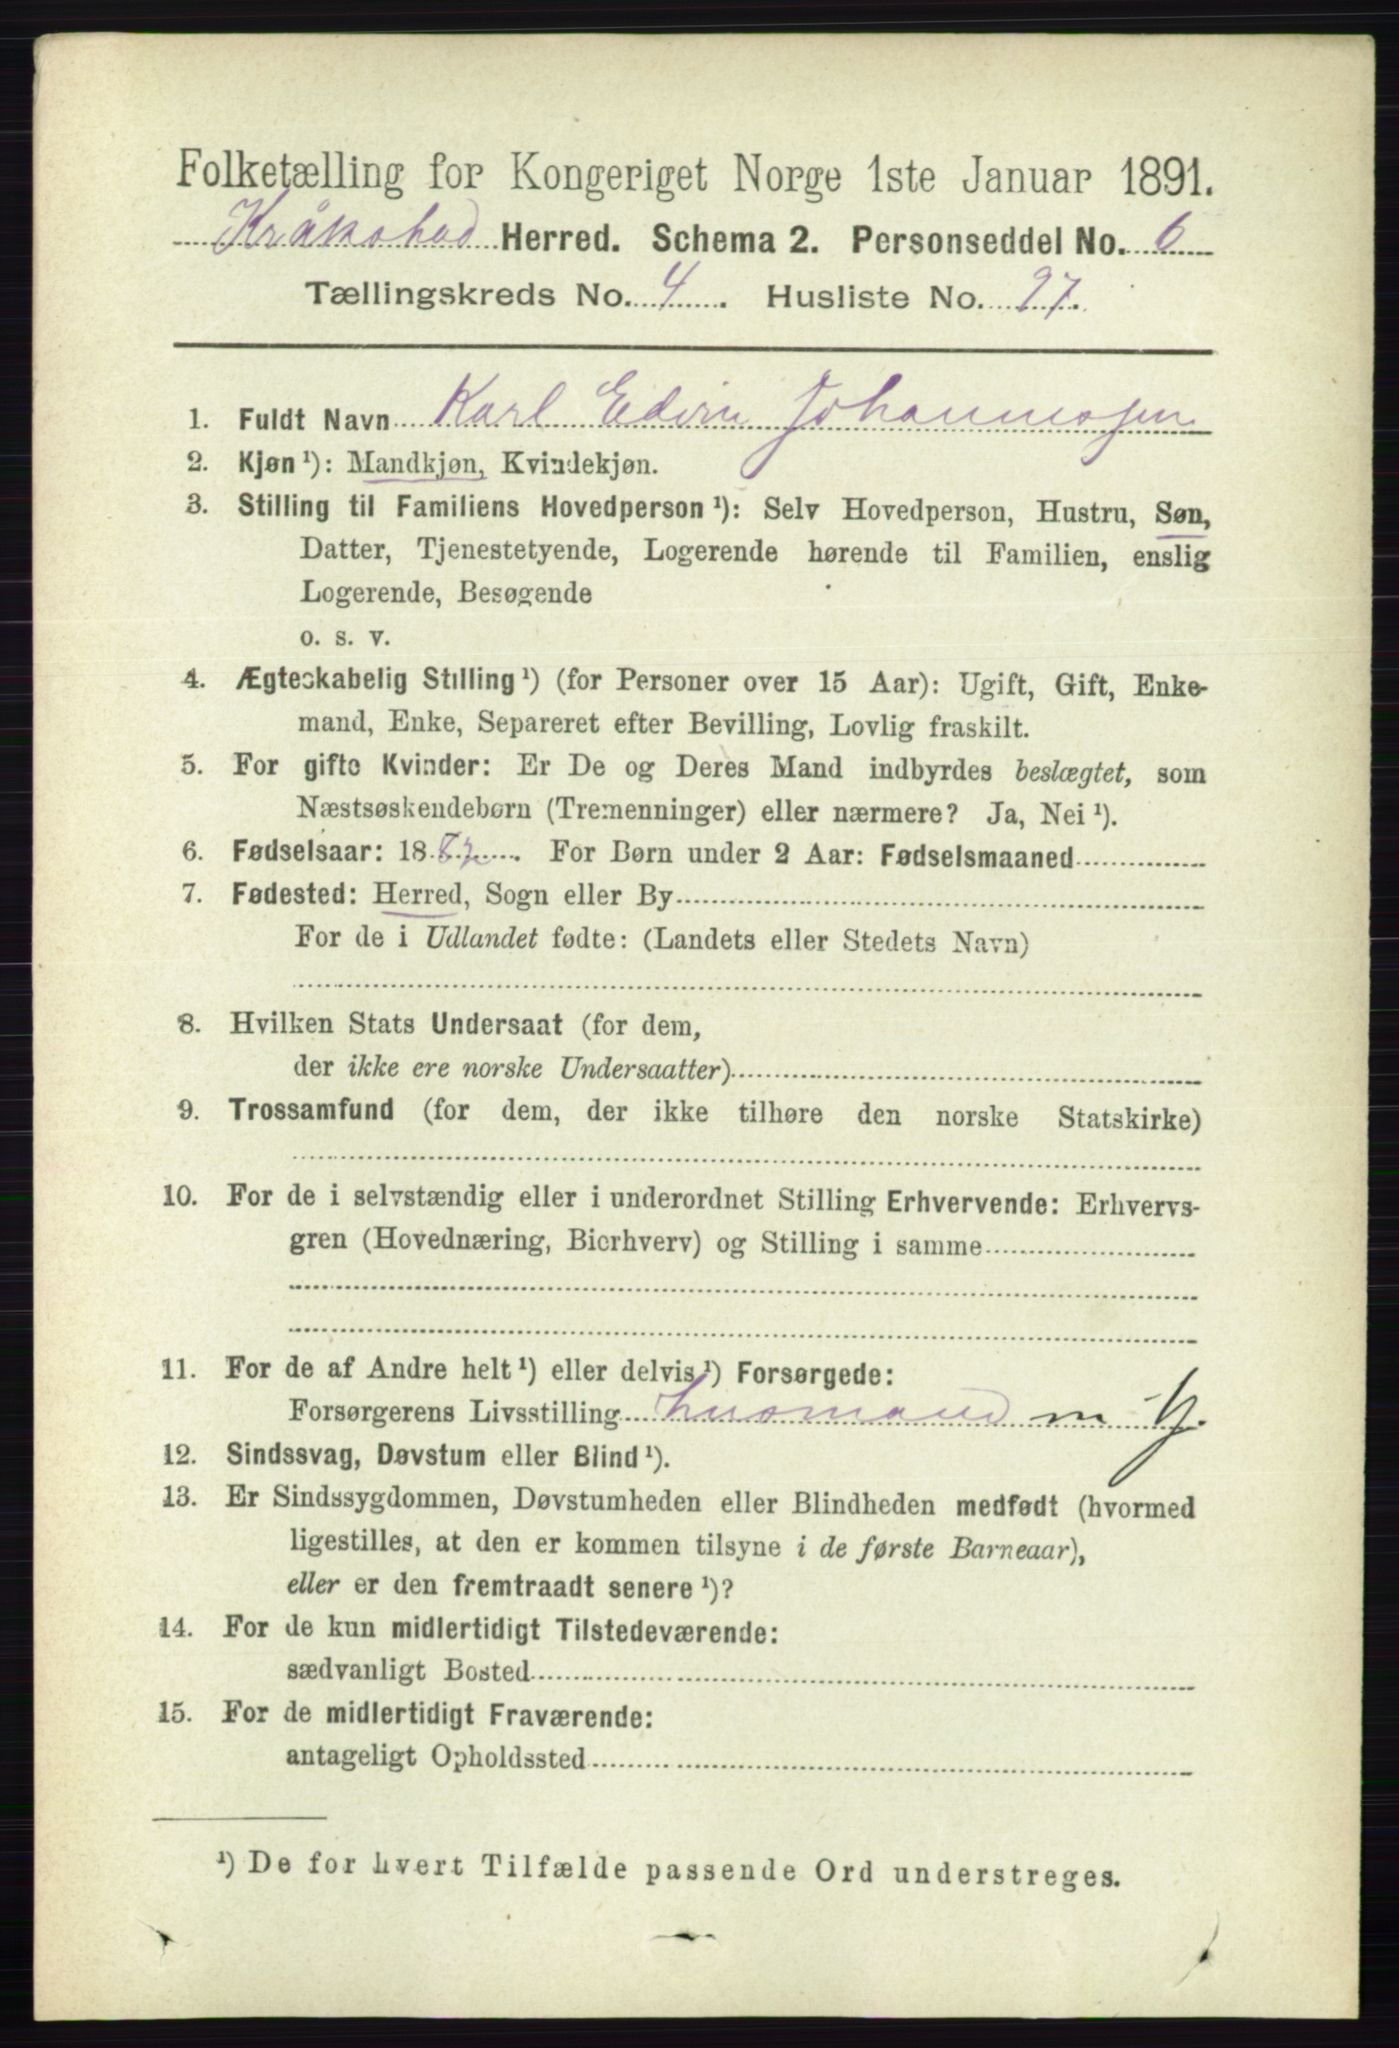 Folketælling for Kongeriget Norge 1ste Januar 1891.
Kråkstad Herred. Schema 2. Personseddel No. 6
Tællingskreds No. 4. Husliste No. 27.
1. Fuldt Navn Karl Edvin Johannessen
2. Kjøn ¹): Mandkjøn, Kvindekjøn.
3. Stilling til Familiens Hovedperson ¹): Selv Hovedperson, Hustru, Søn,
Datter, Tjenestetyende, Logerende hørende til Familien, enslig
Logerende, Besøgende
o. s. v.
4. Ægteskabelig Stilling ¹) (for Personer over 15 Aar): Ugift, Gift, Enke-
mand, Enke, Separeret efter Bevilling, Lovlig fraskilt.
5. For gifte Kvinder: Er De og Deres Mand indbyrdes beslægtet, som
Næstsøskendebørn (Tremenninger) eller nærmere? Ja, Nei ¹).
6. Fødselsaar: 1882. For Børn under 2 Aar: Fødselsmaaned
7. Fødested: Herred, Sogn eller By
For de i Udlandet fødte: (Landets eller Stedets Navn)
8. Hvilken Stats Undersaat (for dem,
der ikke ere norske Undersaatter)
9. Trossamfund (for dem, der ikke tilhøre den norske Statskirke)
10. For de i selvstændig eller i underordnet Stilling Erhvervende: Erhvervs-
gren (Hovednæring, Bierhverv) og Stilling i samme
11. For de af Andre helt ¹) eller delvis ¹) Forsørgede:
Forsørgerens Livsstilling husmand m J.
12. Sindssvag, Døvstum eller Blind ¹).
13. Er Sindssygdommen, Døvstumheden eller Blindheden medfødt (hvormed
ligestilles, at den er kommen tilsyne i de første Barneaar),
eller er den fremtraadt senere ¹)?
14. For de kun midlertidigt Tilstedeværende:
sædvanligt Bosted
15. For de midlertidigt Fraværende:
antageligt Opholdssted
¹) De for hvert Tilfælde passende Ord understreges.